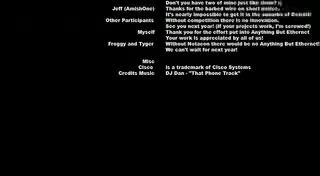 Don't you have two of mine just like those?
Jeff (AmishOne) Thanks for the barbed wire on short notice.
It's nearly impossible to get it in the suburbs of
Other Participants Without competition there is no innovation.
See you next year! (if your projects work, I'm screwed!)
Myself Thank you for the effort put into Anything But Ethernet!
Your work is appreciated by all of us!
Froggy and Typer Without Notacon there would be no Anything But Ethernet!
We can't wait for next year!
Misc
Cisco is a trademark of Cisco Systems
Credits Music DJ Dan - "That Phone Track"